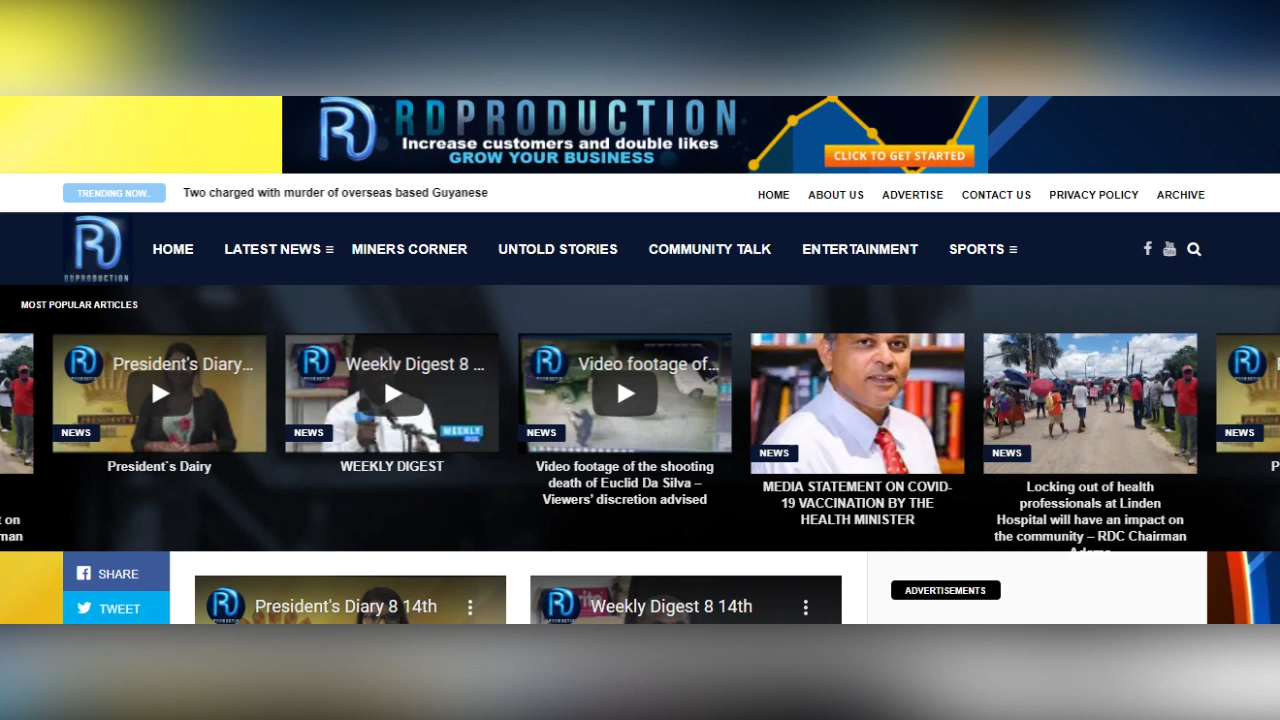 RDPRODUCTION
Increase customers and double likes
GROW YOUR BUSINESS
CLICK TO GET STARTED
TRENDING NOW..
Two charged with murder of overseas based Guyanese
HOME ABOUT US ADVERTISE CONTACT US PRIVACY POLICY ARCHIVE
RDPRODUCTION
HOME LATEST NEWS ≡ MINERS CORNER UNTOLD STORIES COMMUNITY TALK ENTERTAINMENT SPORTS ≡
MOST POPULAR ARTICLES
t on
man
President's Diary...
NEWS
President`s Dairy
Weekly Digest 8 ...
WEEKLY
NEWS
WEEKLY DIGEST
Video footage of...
NEWS
Video footage of the shooting
death of Euclid Da Silva –
Viewers' discretion advised
NEWS
MEDIA STATEMENT ON COVID-
19 VACCINATION BY THE
HEALTH MINISTER
NEWS
Locking out of health
professionals at Linden
Hospital will have an impact on
the community – RDC Chairman
Adams
NEWS
P
SHARE
TWEET
President's Diary 8 14th
Weekly Digest 8 14th
ADVERTISEMENTS